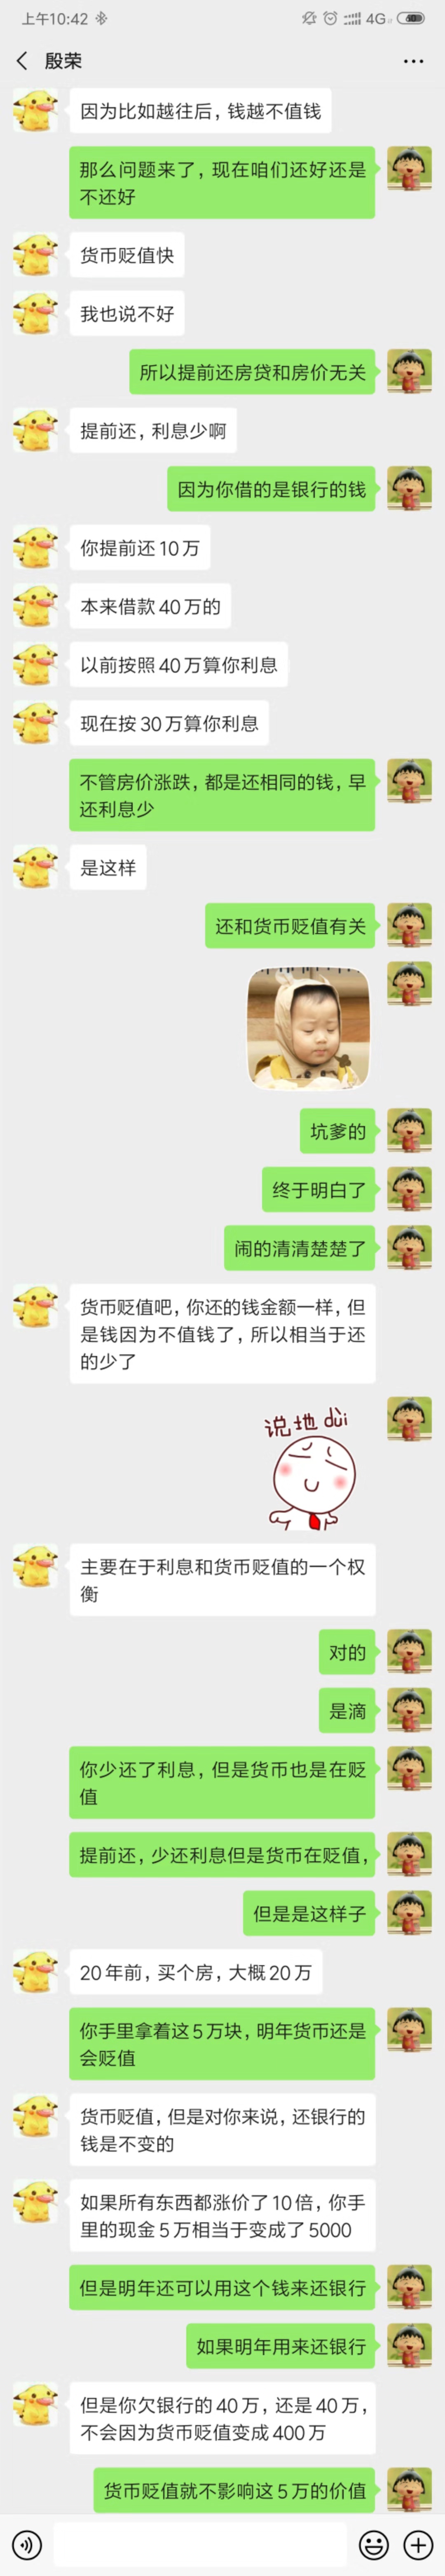 上午10:42
4G
殷荣
因为比如越往后，钱越不值钱
那么问题来了，现在咱们还好还是
不还好
货币贬值快
我也说不好
所以提前还房贷和房价无关
提前还，利息少啊
因为你借的是银行的钱
你提前还10万
本来借款40万的
以前按照40万算你利息
现在按30万算你利息
不管房价涨跌，都是还相同的钱，早
还利息少
是这样
还和货币贬值有关
坑爹的
终于明白了
闹的清清楚楚了
货币贬值吧，你还的钱金额一样，但
是钱因为不值钱了，所以相当于还
的少了
说地 duì
主要在于利息和货币贬值的一个权
衡
对的
是滴
你少还了利息，但是货币也是在贬
值
提前还，少还利息但是货币在贬值，
但是是这样子
20年前，买个房，大概20万
你手里拿着这5万块，明年货币还是
会贬值
货币贬值，但是对你来说，还银行的
钱是不变的
如果所有东西都涨价了10倍，你手
里的现金5万相当于变成了5000
但是明年还可以用这个钱来还银行
如果明年用来还银行
但是你欠银行的40万，还是40万，
不会因为货币贬值变成400万
货币贬值就不影响这5万的价值